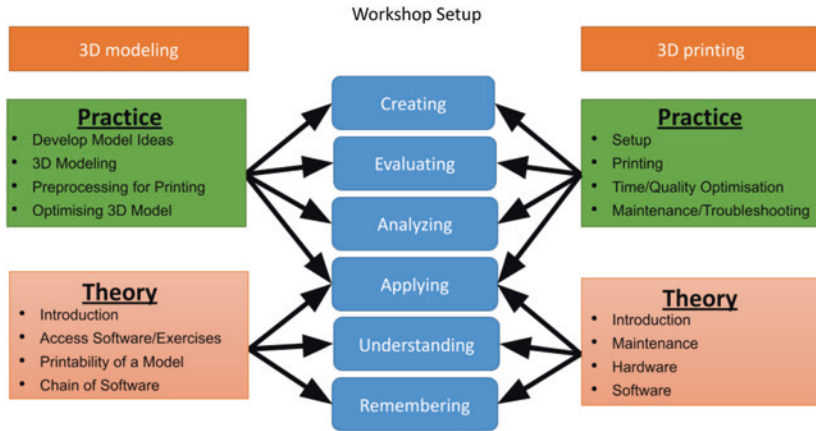 Workshop Setup
3D modeling
Practice
• Develop Model Ideas
• 3D Modeling
• Preprocessing for Printing
• Optimising 3D Model
Theory
• Introduction
• Access Software/Exercises
• Printability of a Model
• Chain of Software
Creating
Evaluating
Analyzing
Applying
Understanding
Remembering
3D printing
Practice
• Setup
• Printing
• Time/Quality Optimisation
• Maintenance/Troubleshooting
Theory
• Introduction
• Maintenance
• Hardware
• Software